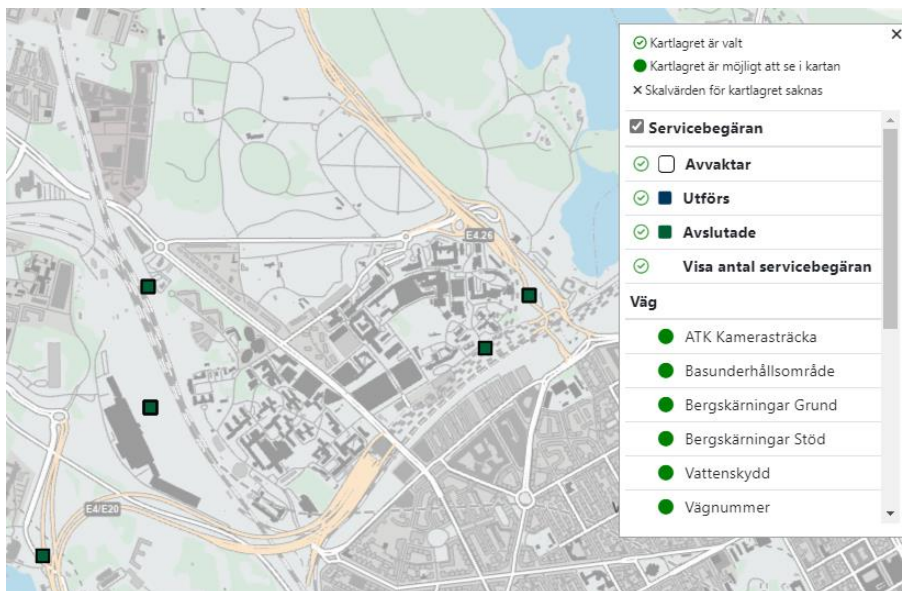 Kartlagret är valt
Kartlagret är möjligt att se i kartan
Skalvärden för kartlagret saknas
Servicebegäran
Avvaktar
Utförs
Avslutade
Visa antal servicebegäran
Väg
ATK Kamerasträcka
Basunderhållsområde
Bergskärningar Grund
Bergskärningar Stöd
Vattenskydd
Vägnummer
E4.26
E4/E20